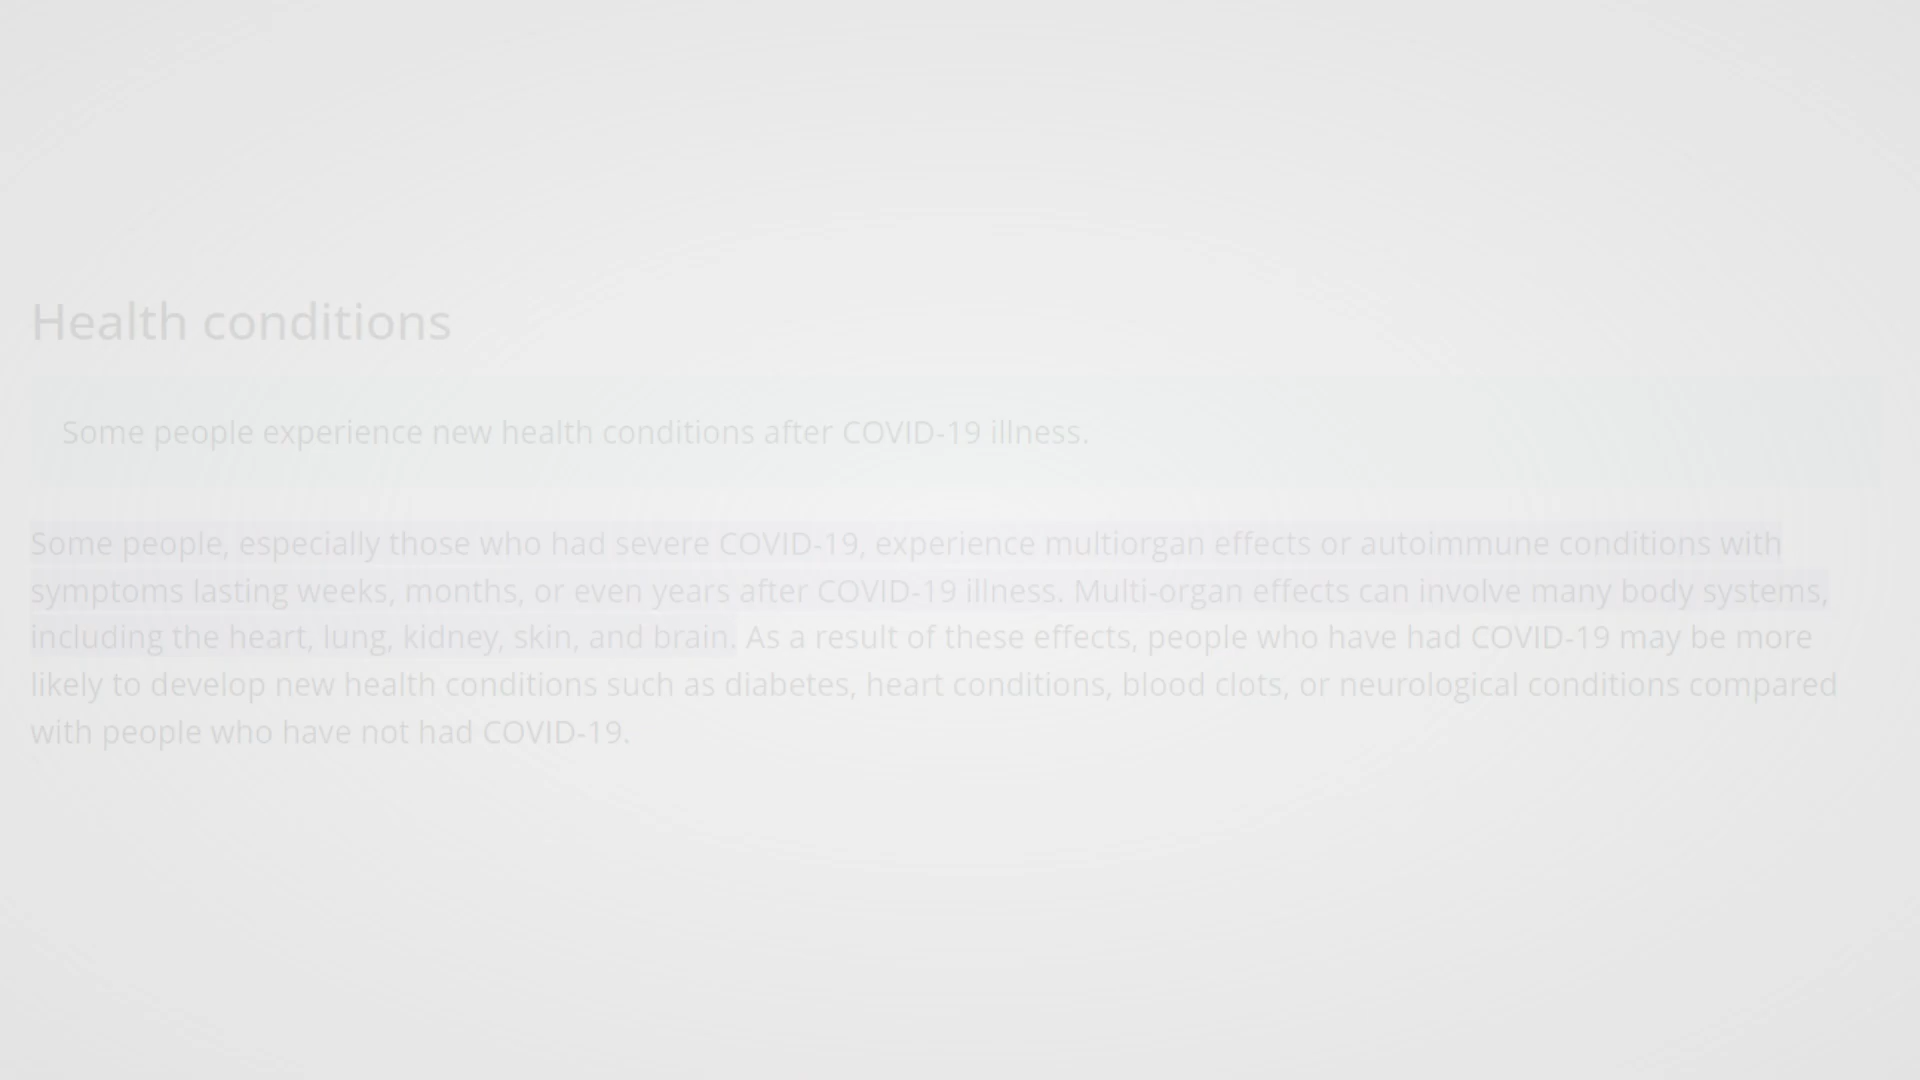 Health conditions
Some people experience new health conditions after COVID-19 illness.
Some people, especially those who had severe COVID-19, experience multiorgan effects or autoimmune conditions with
symptoms lasting weeks, months, or even years after COVID-19 illness. Multi-organ effects can involve many body systems,
including the heart, lung, kidney, skin, and brain. As a result of these effects, people who have had COVID-19 may be more
likely to develop new health conditions such as diabetes, heart conditions, blood clots, or neurological conditions compared
with people who have not had COVID-19.